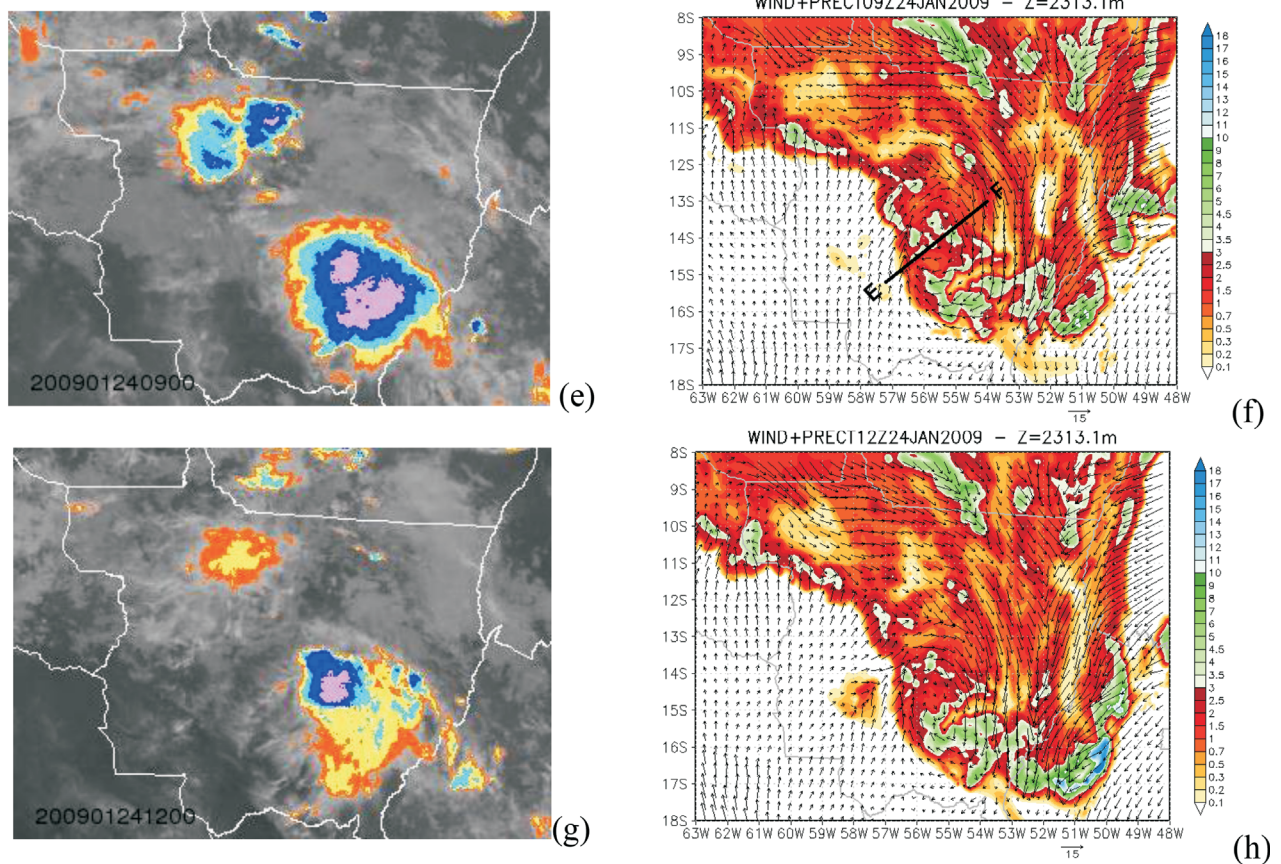 WIND+PRECT09Z24JAN2009 - Z=2313.1m
8S
9S
10S
11S
12S
13S
14S
15S
16S
17S
18S
63W 62W 61W 60W 59W 58W 57W 56W 55W 54W 53W 52W 51W 50W 49W 48W
E F
15
18
17
15
14
13
12
11
10
9
8
7
6
5
4.5
4
3.5
3
2.5
2
1.5
1
0.7
0.5
0.3
0.2
0.1
200901240900
(e)
(f)
WIND+PRECT12Z24JAN2009 - Z=2313.1m
8S
9S
10S
11S
12S
13S
14S
15S
16S
17S
18S
63W 62W 61W 60W 59W 58W 57W 56W 55W 54W 53W 52W 51W 50W 49W 48W
15
18
17
15
14
13
12
11
10
9
8
7
6
5
4.5
4
3.5
3
2.5
2
1.5
1
0.7
0.5
0.3
0.2
0.1
200901241200
(g)
(h)